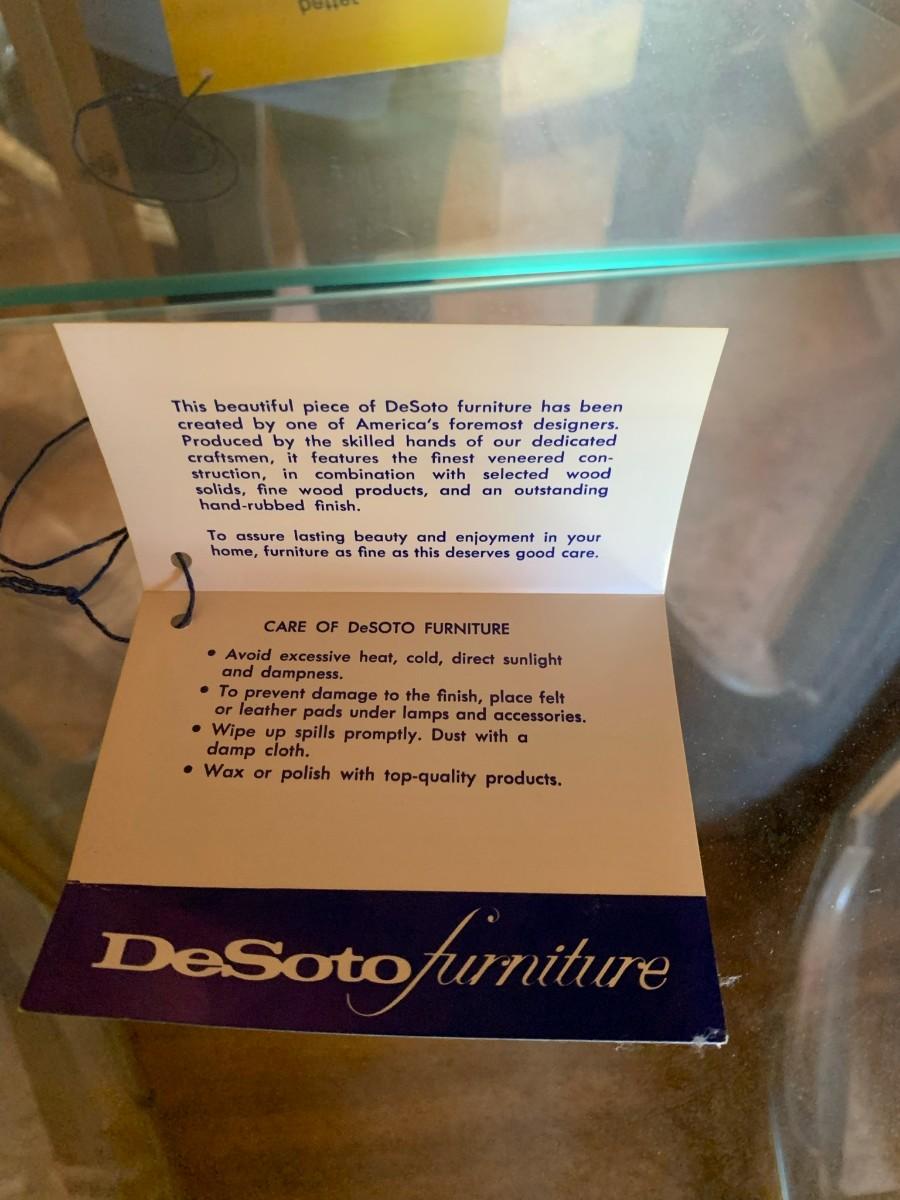 better
This beautiful piece of DeSoto furniture has been
created by one of America's foremost designers.
Produced by the skilled hands of our dedicated
craftsmen, it features the finest veneered con-
struction, in combination with selected wood
solids, fine wood products, and an outstanding
hand-rubbed finish.
To assure lasting beauty and enjoyment in your
home, furniture as fine as this deserves good care.
CARE OF DeSOTO FURNITURE
• Avoid excessive heat, cold, direct sunlight
and dampness.
• To prevent damage to the finish, place felt
or leather pads under lamps and accessories.
• Wipe up spills promptly. Dust with a
damp cloth.
• Wax or polish with top-quality products.
DeSoto furniture